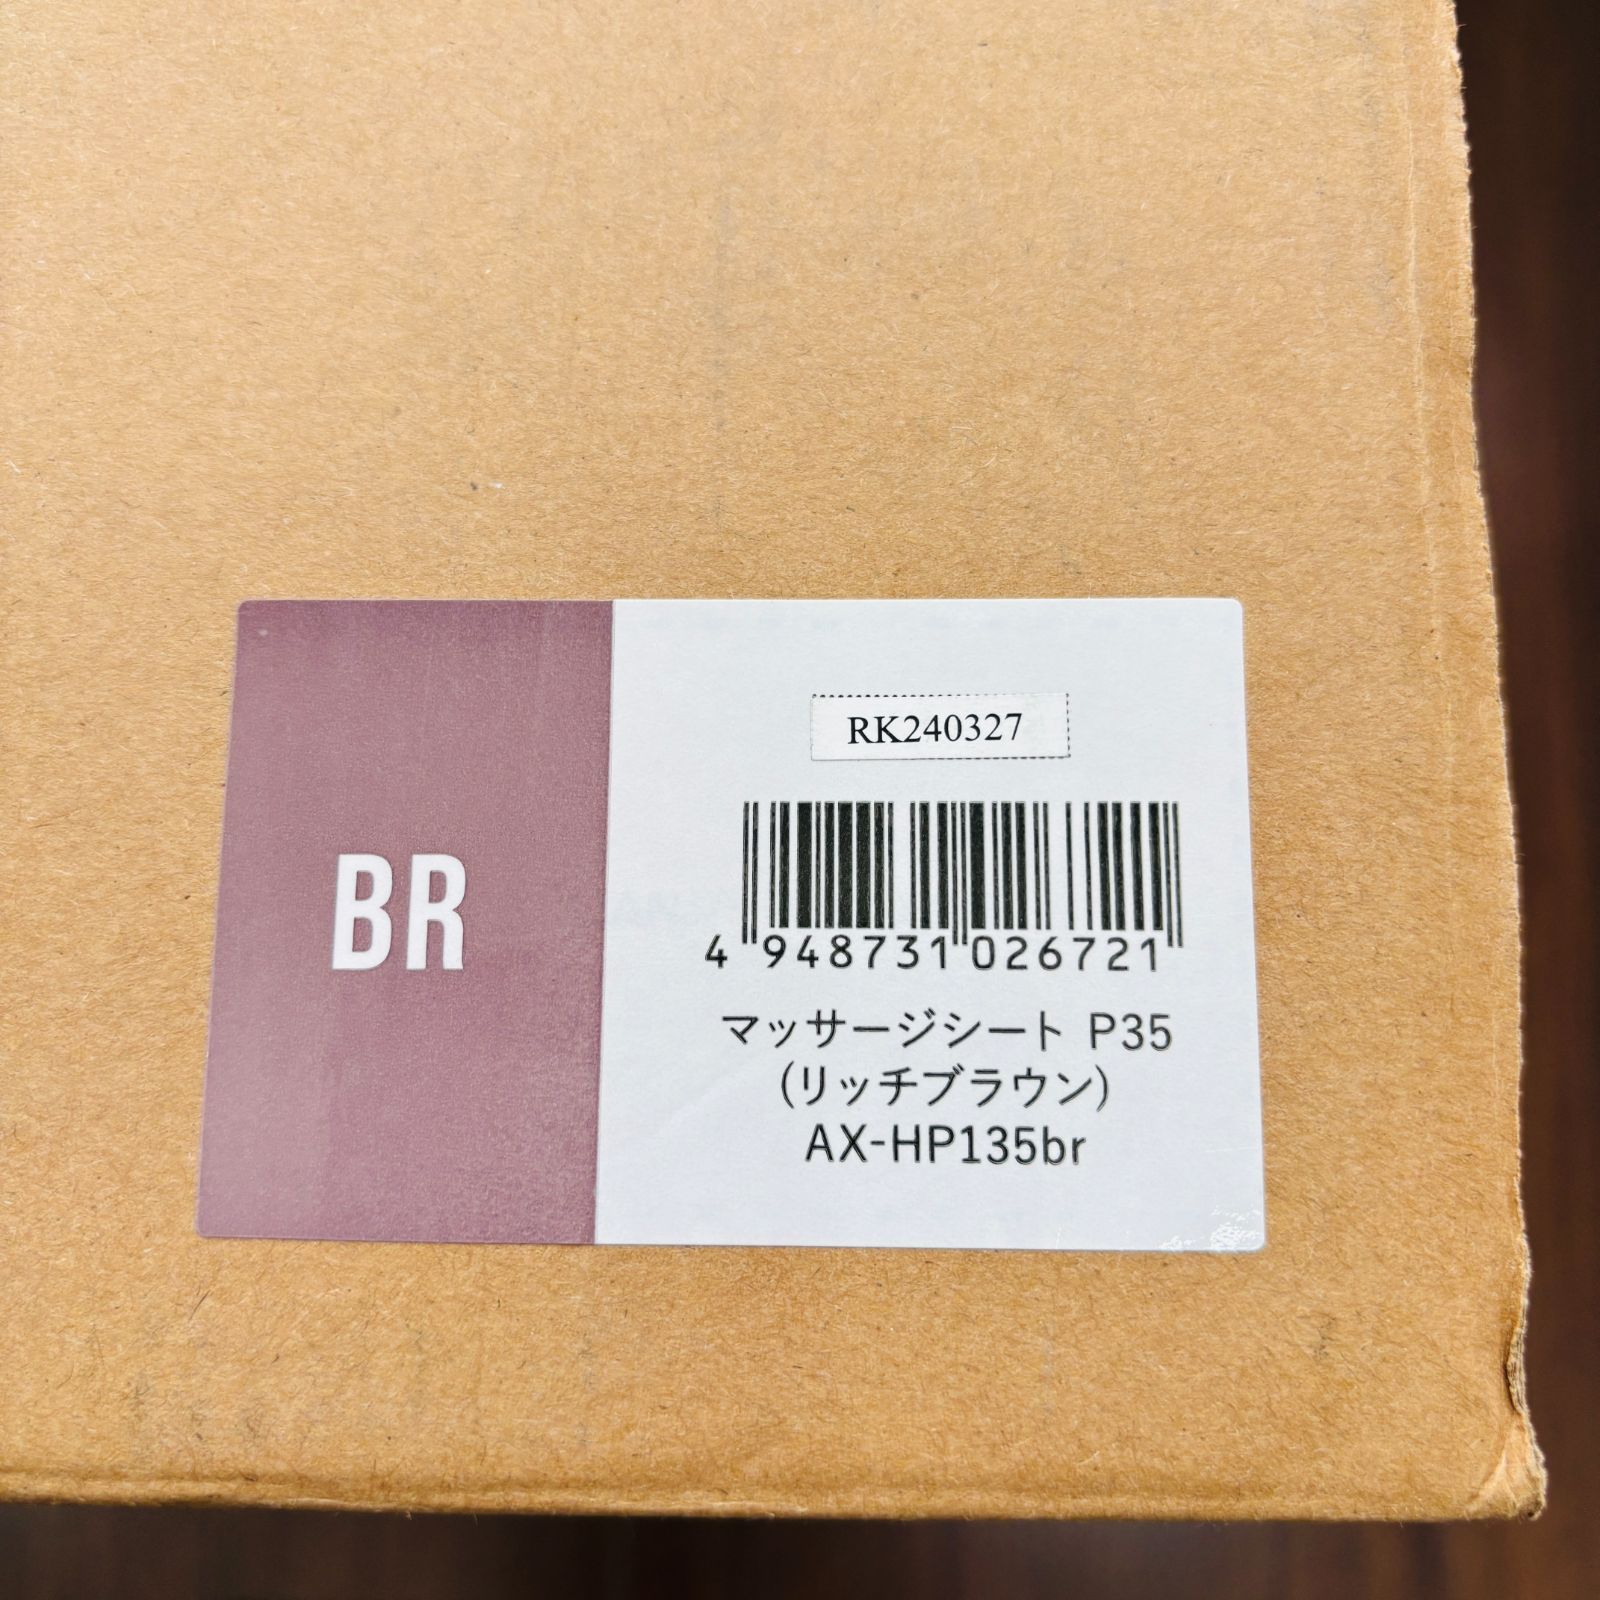 BR
RK240327
4 948731 026721
マッサージシート P35
(リッチブラウン)
AX-HP135br